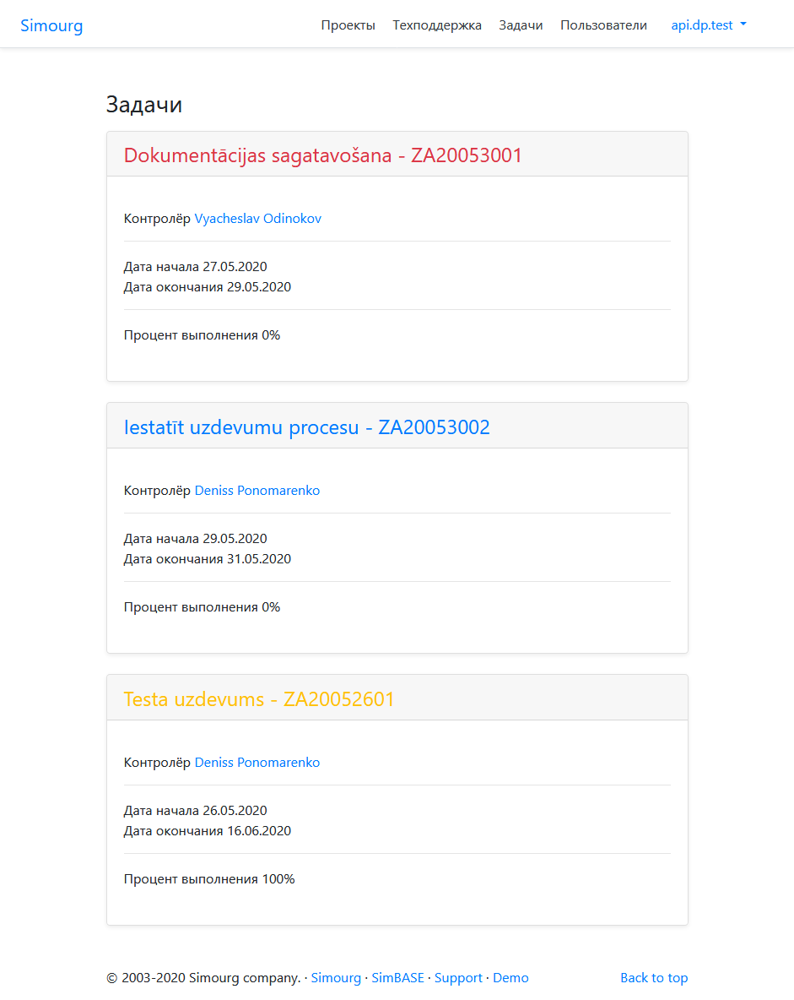 Simourg Проекты Техподдержка Задачи Пользователи api.dp.test
Задачи
Dokumentācijas sagatavošana - ZA20053001
Контролёр Vyacheslav Odinokov
Дата начала 27.05.2020
Дата окончания 29.05.2020
Процент выполнения 0%
Iestatīt uzdevumu procesu - ZA20053002
Контролёр Deniss Ponomarenko
Дата начала 29.05.2020
Дата окончания 31.05.2020
Процент выполнения 0%
Testa uzdevums - ZA20052601
Контролёр Deniss Ponomarenko
Дата начала 26.05.2020
Дата окончания 16.06.2020
Процент выполнения 100%
© 2003-2020 Simourg company. · Simourg · SimBASE · Support · Demo Back to top